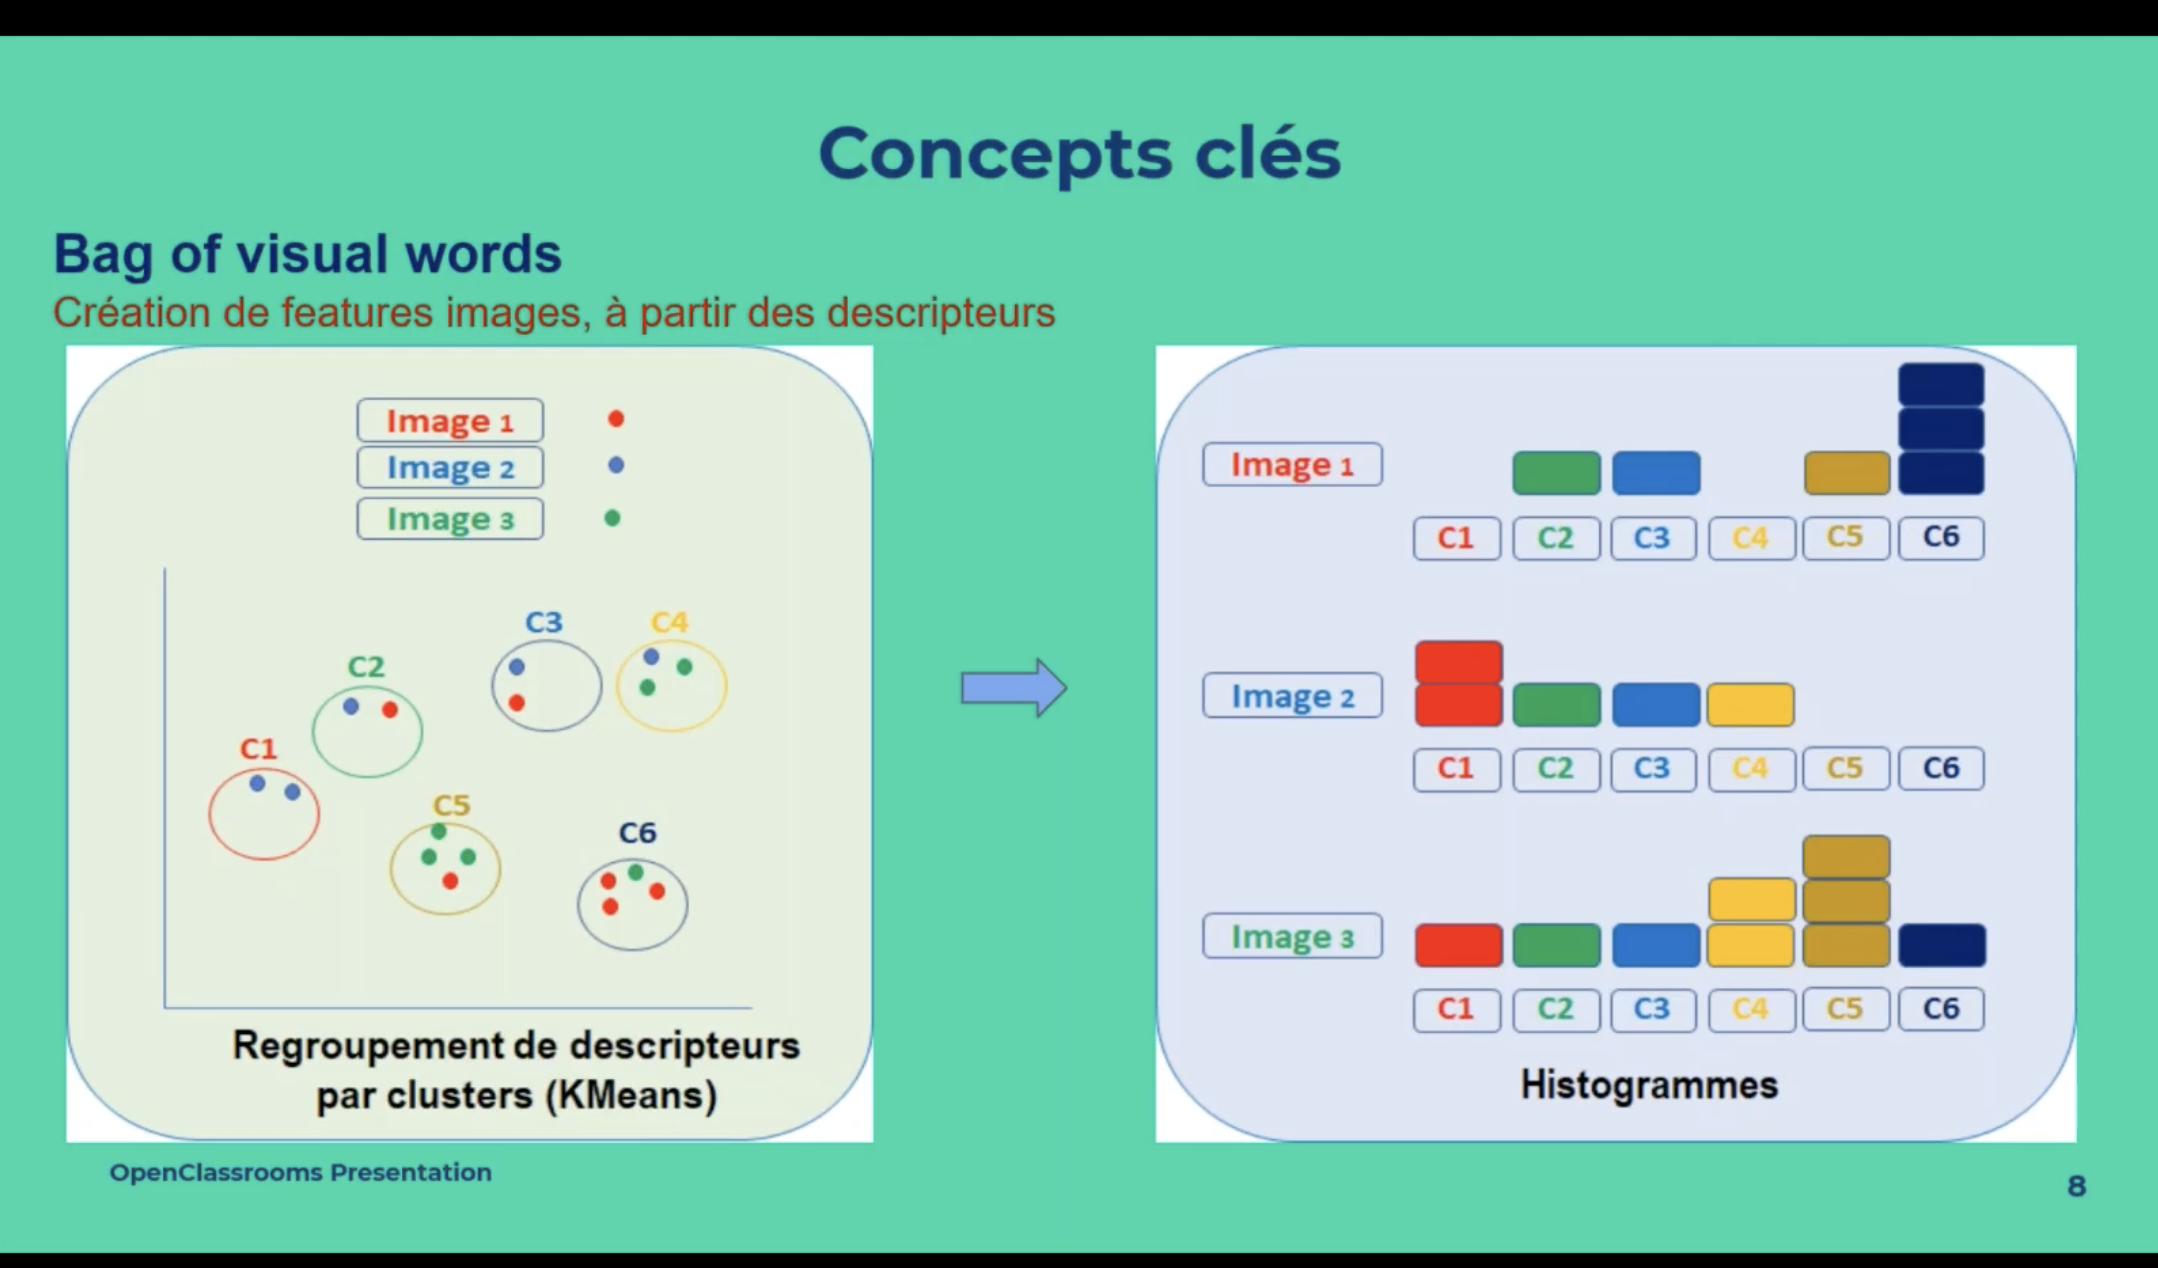 Concepts clés
Bag of visual words
Création de features images, à partir des descripteurs
Image 1
Image 2
Image 3
C3
C4
C2
C1
C5
C6
Regroupement de descripteurs
par clusters (KMeans)
Image 1
C1 C2 C3 C4 C5 C6
Image 2
C1 C2 C3 C4 C5 C6
Image 3
C1 C2 C3 C4 C5 C6
Histogrammes
OpenClassrooms Presentation
8